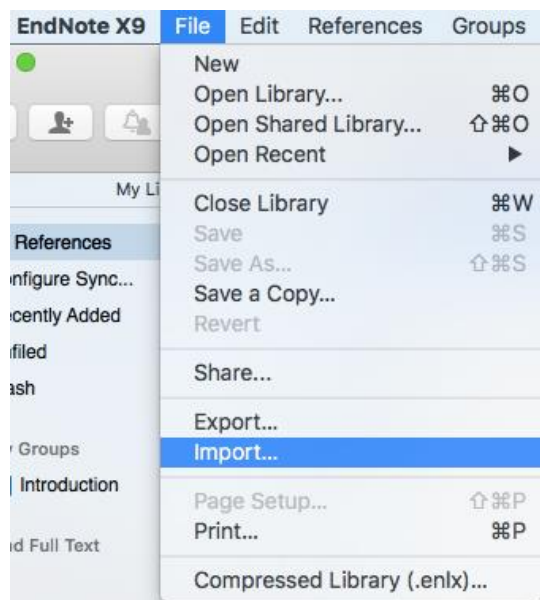 EndNote X9 File Edit References Groups
New
Open Library... ⌘O
Open Shared Library... ⇧⌘O
Open Recent ▶
My Li
Close Library ⌘W
References
Save ⌘S
nfigure Sync...
Save As... ⇧⌘S
Save a Copy...
ecently Added
Revert
filed
Share...
ash
Export...
Groups
Import...
Introduction
Page Setup... ⇧⌘P
Print... ⌘P
d Full Text
Compressed Library (.enlx)...